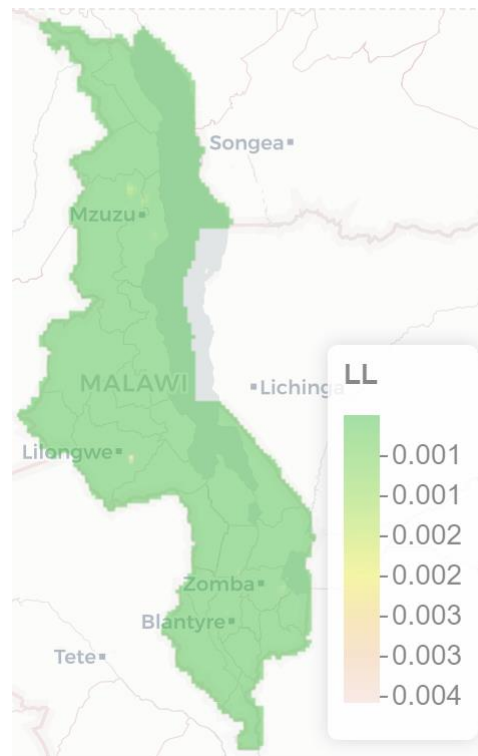 Songea
Mzuzu
MALAWI
Lichinga
Lilongwe
Zomba
Blantyre
Tete
LL
0.001
0.001
0.002
0.002
0.003
0.003
0.004